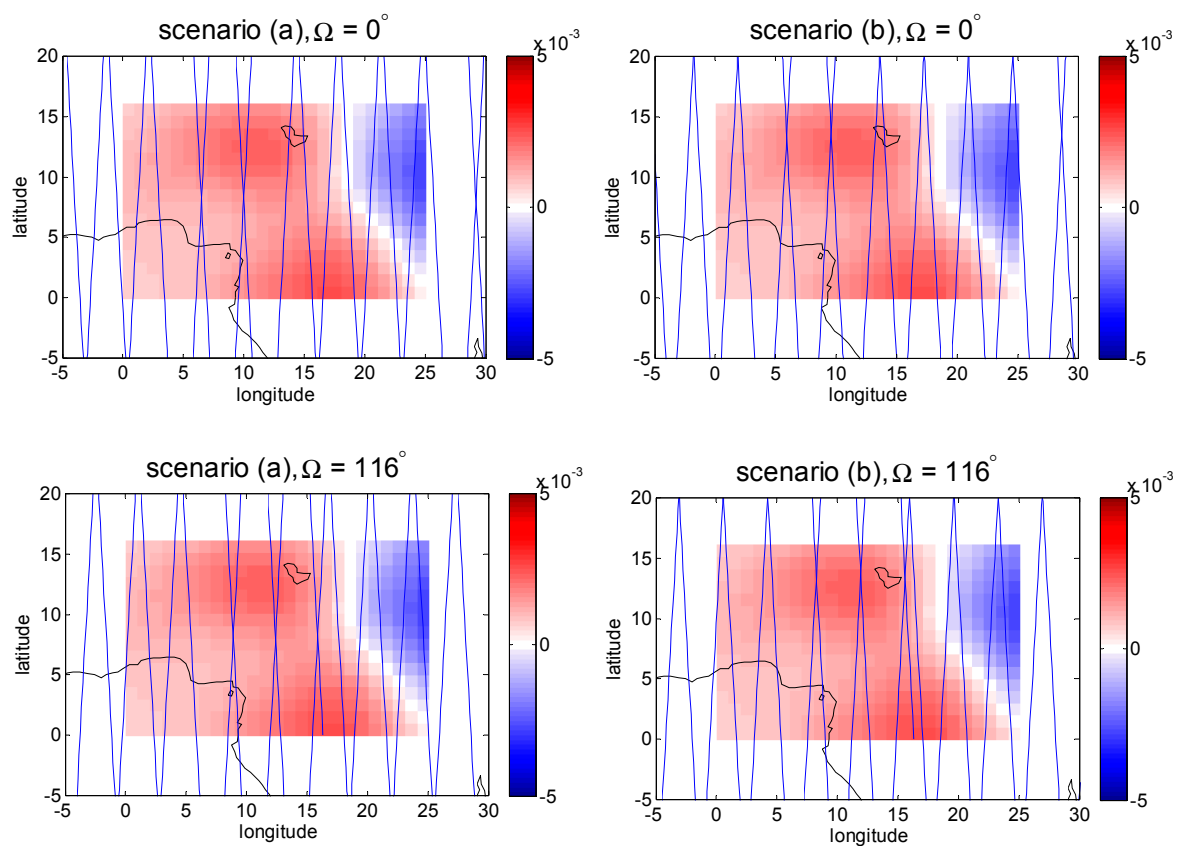 scenario (a), Ω = 0°
x 10-3
20
15
10
5
0
-5
latitude
-5 0 5 10 15 20 25 30
longitude
5
0
-5
scenario (b), Ω = 0°
x 10-3
20
15
10
5
0
-5
latitude
-5 0 5 10 15 20 25 30
longitude
5
0
-5
scenario (a), Ω = 116°
x 10-3
20
15
10
5
0
-5
latitude
-5 0 5 10 15 20 25 30
longitude
5
0
-5
scenario (b), Ω = 116°
x 10-3
20
15
10
5
0
-5
latitude
-5 0 5 10 15 20 25 30
longitude
5
0
-5